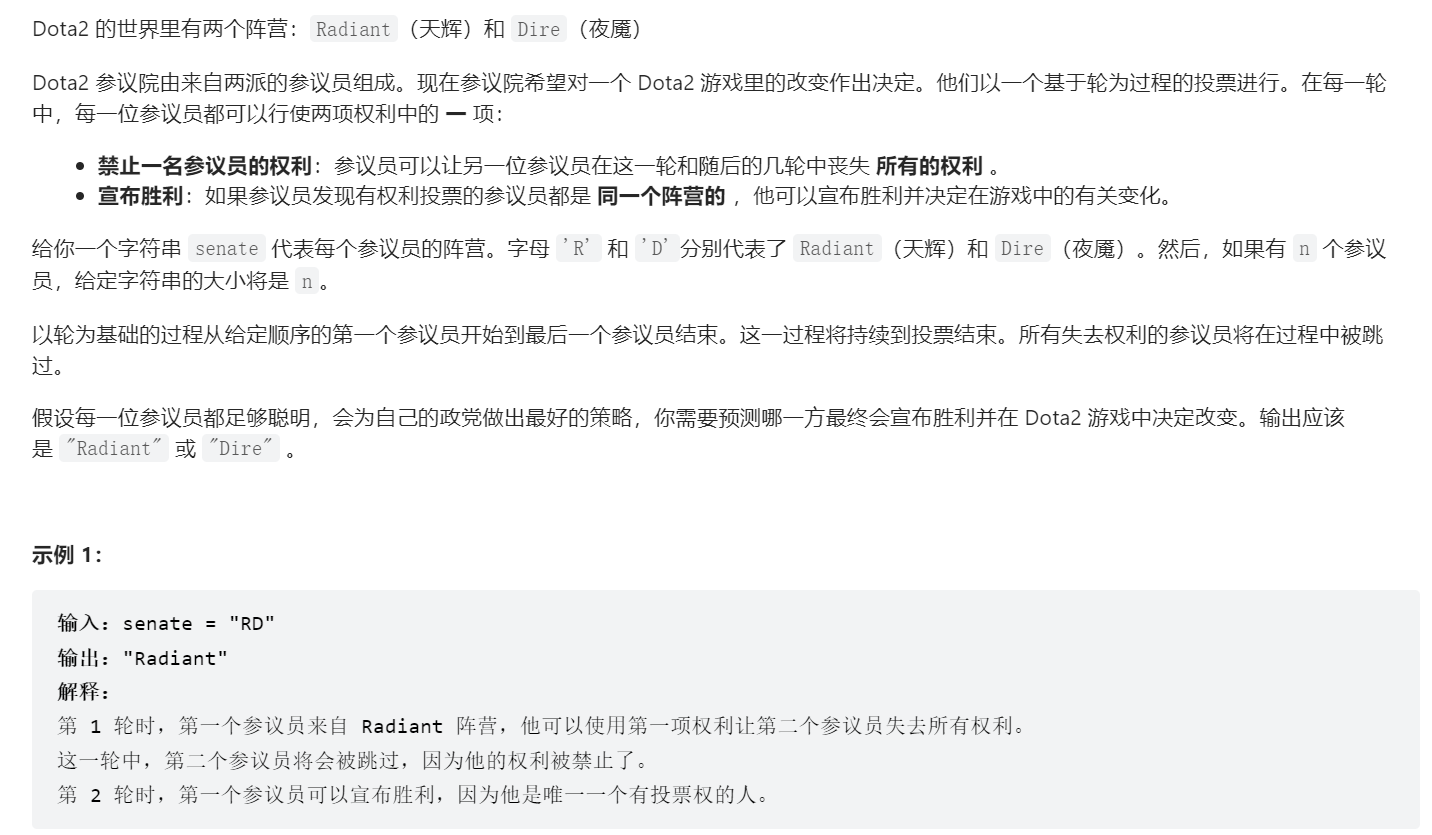 Dota2 的世界里有两个阵营：Radiant（天辉）和 Dire（夜魇）
Dota2 参议院由来自两派的参议员组成。现在参议院希望对一个 Dota2 游戏里的改变作出决定。他们以一个基于轮为过程的投票进行。在每一轮
中，每一位参议员都可以行使两项权利中的 一 项：
• 禁止一名参议员的权利：参议员可以让另一位参议员在这一轮和随后的几轮中丧失 所有的权利 。
• 宣布胜利：如果参议员发现有权利投票的参议员都是 同一个阵营的 ，他可以宣布胜利并决定在游戏中的有关变化。
给你一个字符串 senate 代表每个参议员的阵营。字母 'R' 和 'D'分别代表了 Radiant（天辉）和 Dire（夜魇）。然后，如果有 n 个参议
员，给定字符串的大小将是 n。
以轮为基础的过程从给定顺序的第一个参议员开始到最后一个参议员结束。这一过程将持续到投票结束。所有失去权利的参议员将在过程中被跳
过。
假设每一位参议员都足够聪明，会为自己的政党做出最好的策略，你需要预测哪一方最终会宣布胜利并在 Dota2 游戏中决定改变。输出应该
是 "Radiant" 或 "Dire" 。
示例 1：
输入：senate = "RD"
输出："Radiant"
解释：
第 1 轮时，第一个参议员来自 Radiant 阵营，他可以使用第一项权利让第二个参议员失去所有权利。
这一轮中，第二个参议员将会被跳过，因为他的权利被禁止了。
第 2 轮时，第一个参议员可以宣布胜利，因为他是唯一一个有投票权的人。